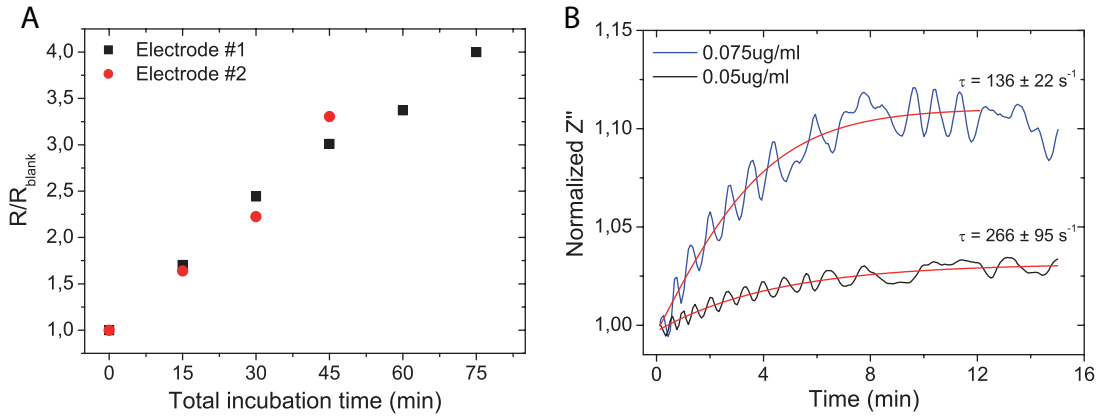 A
Electrode #1
Electrode #2
4,0
3,5
3,0
2,5
2,0
1,5
1,0
R/R_blank
0 15 30 45 60 75
Total incubation time (min)
B
1,15
1,10
1,05
1,00
Normalized Z"
0.075ug/ml
0.05ug/ml
τ = 136 ± 22 s⁻¹
τ = 266 ± 95 s⁻¹
0 4 8 12 16
Time (min)